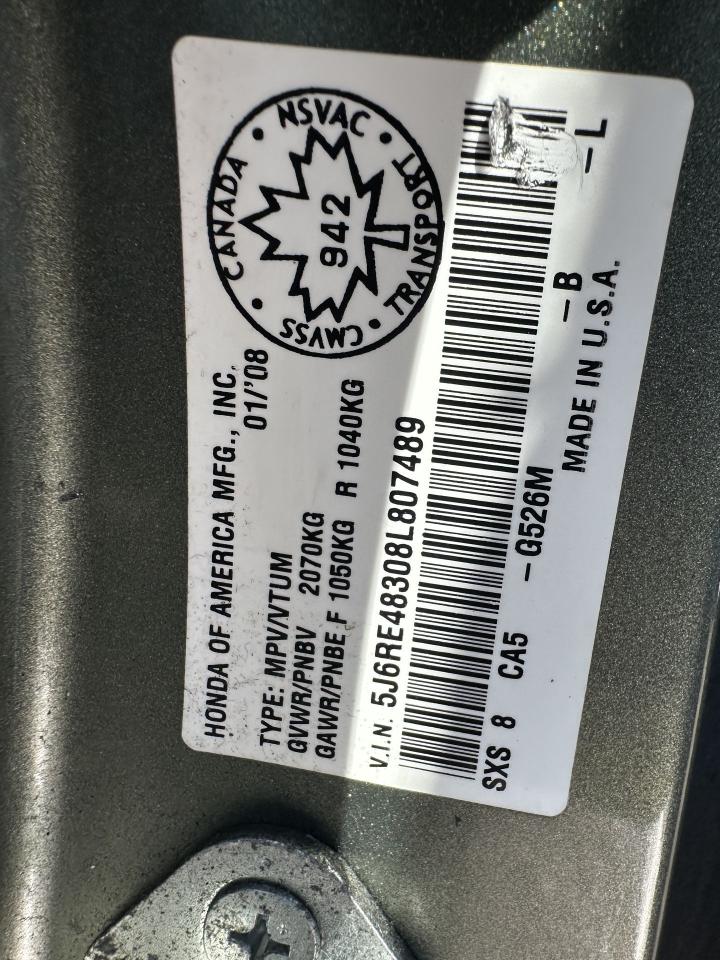 HONDA OF AMERICA MFG., INC.
01/'08
TYPE: MPV/VTUM
GVWR/PNBV 2070KG
GAWR/PNBE F 1050KG R 1040KG
V.I.N. 5J6RE48308L807489
SXS 8 CA5 -G526M -B -L
MADE IN U.S.A.
CANADA • NSVAC • TRANSPORT • CMVSS •
942